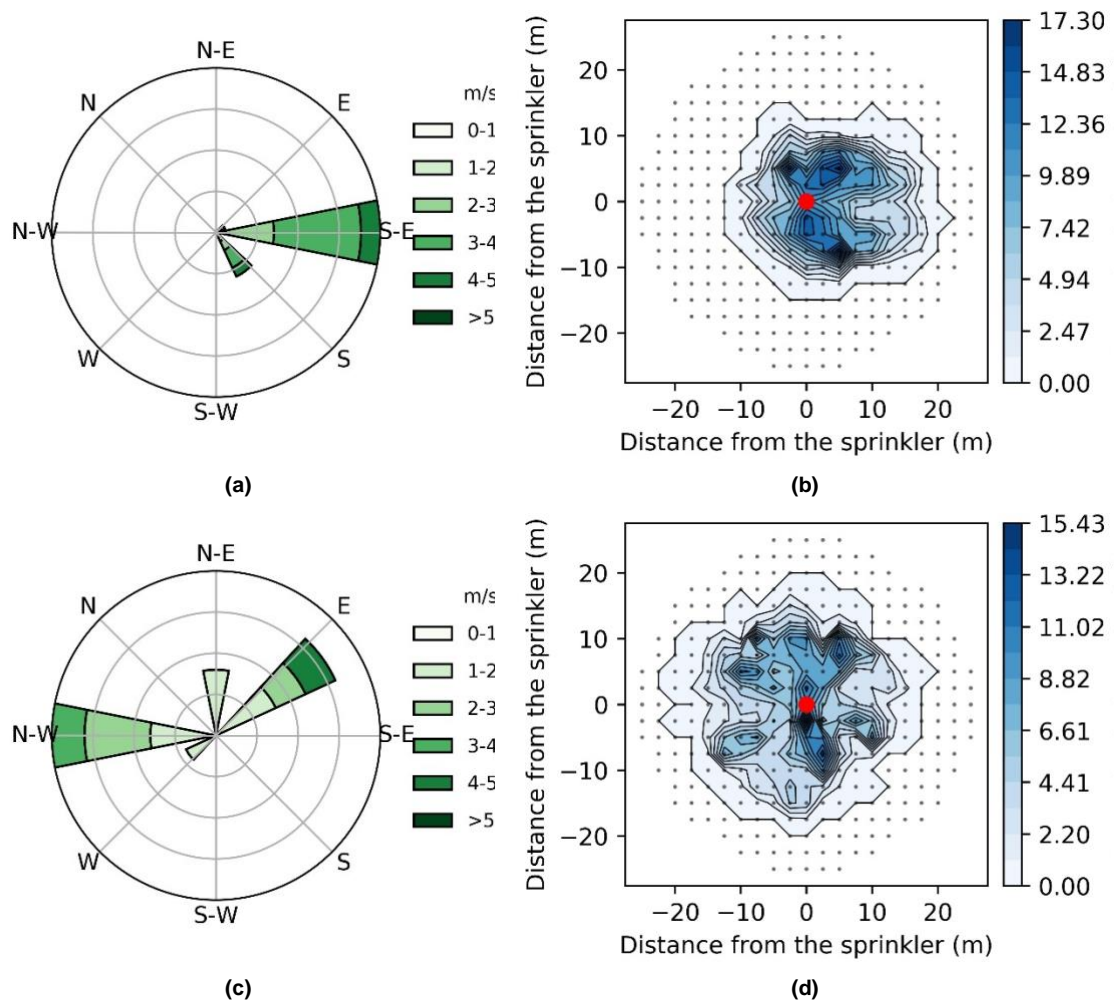 N-E
N
E
N-W
S-E
W
S
S-W
m/s
0-1
1-2
2-3
3-4
4-5
>5
(a)
Distance from the sprinkler (m)
20
10
0
−10
−20
−20 −10 0 10 20
Distance from the sprinkler (m)
17.30
14.83
12.36
9.89
7.41
4.94
2.47
0.00
(b)
N-E
N
E
N-W
S-E
W
S
S-W
m/s
0-1
1-2
2-3
3-4
4-5
>5
(c)
Distance from the sprinkler (m)
20
10
0
−10
−20
−20 −10 0 10 20
Distance from the sprinkler (m)
15.43
13.22
11.02
8.82
6.61
4.41
2.20
0.00
(d)